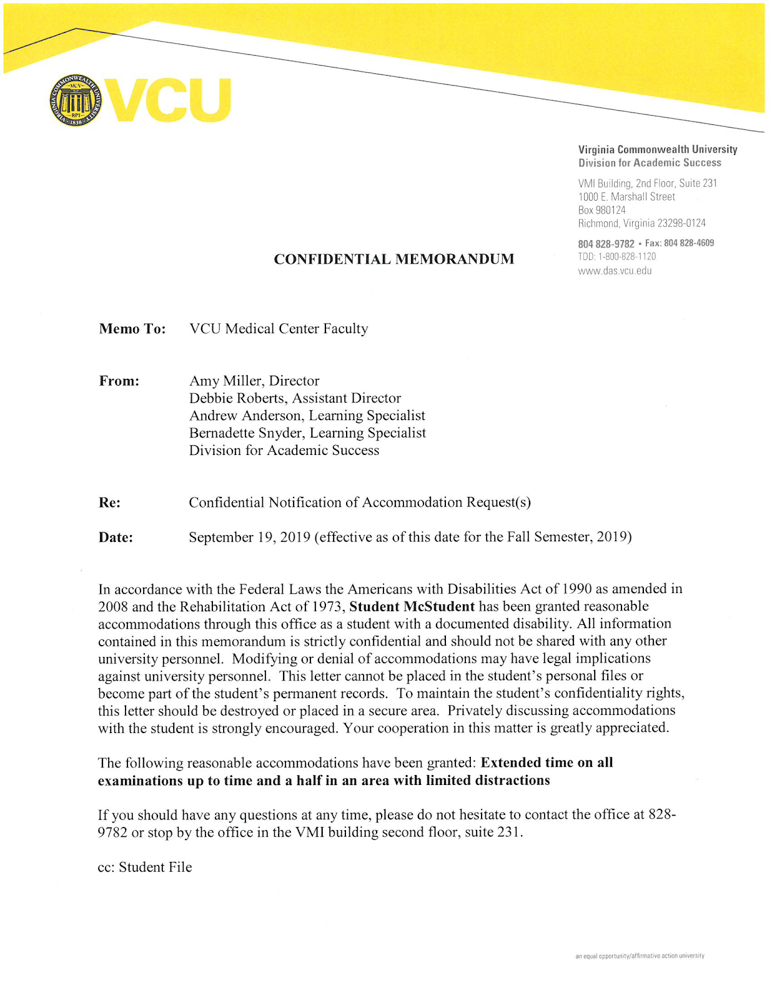 VIRGINIA COMMONWEALTH UNIVERSITY
MCV
RPI
1838
VCU
Virginia Commonwealth University
Division for Academic Success
VMI Building, 2nd Floor, Suite 231
1000 E. Marshall Street
Box 980124
Richmond, Virginia 23298-0124
804 828-9782 • Fax: 804 828-4609
TDD: 1-800-828-1120
www.das.vcu.edu
CONFIDENTIAL MEMORANDUM
Memo To: VCU Medical Center Faculty
From: Amy Miller, Director
Debbie Roberts, Assistant Director
Andrew Anderson, Learning Specialist
Bernadette Snyder, Learning Specialist
Division for Academic Success
Re: Confidential Notification of Accommodation Request(s)
Date: September 19, 2019 (effective as of this date for the Fall Semester, 2019)
In accordance with the Federal Laws the Americans with Disabilities Act of 1990 as amended in
2008 and the Rehabilitation Act of 1973, Student McStudent has been granted reasonable
accommodations through this office as a student with a documented disability. All information
contained in this memorandum is strictly confidential and should not be shared with any other
university personnel. Modifying or denial of accommodations may have legal implications
against university personnel. This letter cannot be placed in the student's personal files or
become part of the student's permanent records. To maintain the student's confidentiality rights,
this letter should be destroyed or placed in a secure area. Privately discussing accommodations
with the student is strongly encouraged. Your cooperation in this matter is greatly appreciated.
The following reasonable accommodations have been granted: Extended time on all
examinations up to time and a half in an area with limited distractions
If you should have any questions at any time, please do not hesitate to contact the office at 828-
9782 or stop by the office in the VMI building second floor, suite 231.
cc: Student File
an equal opportunity/affirmative action university